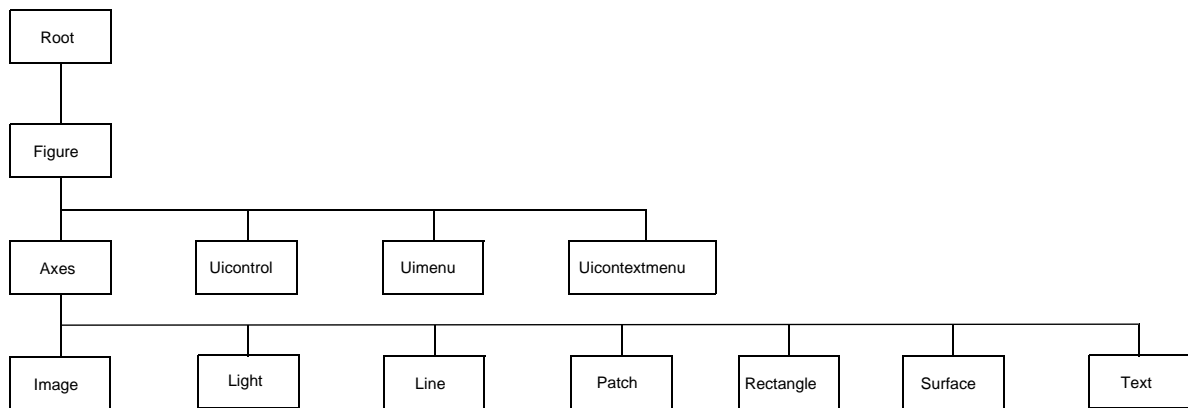 Root
Figure
Axes
Uicontrol
Uimenu
Uicontextmenu
Image
Light
Line
Patch
Rectangle
Surface
Text